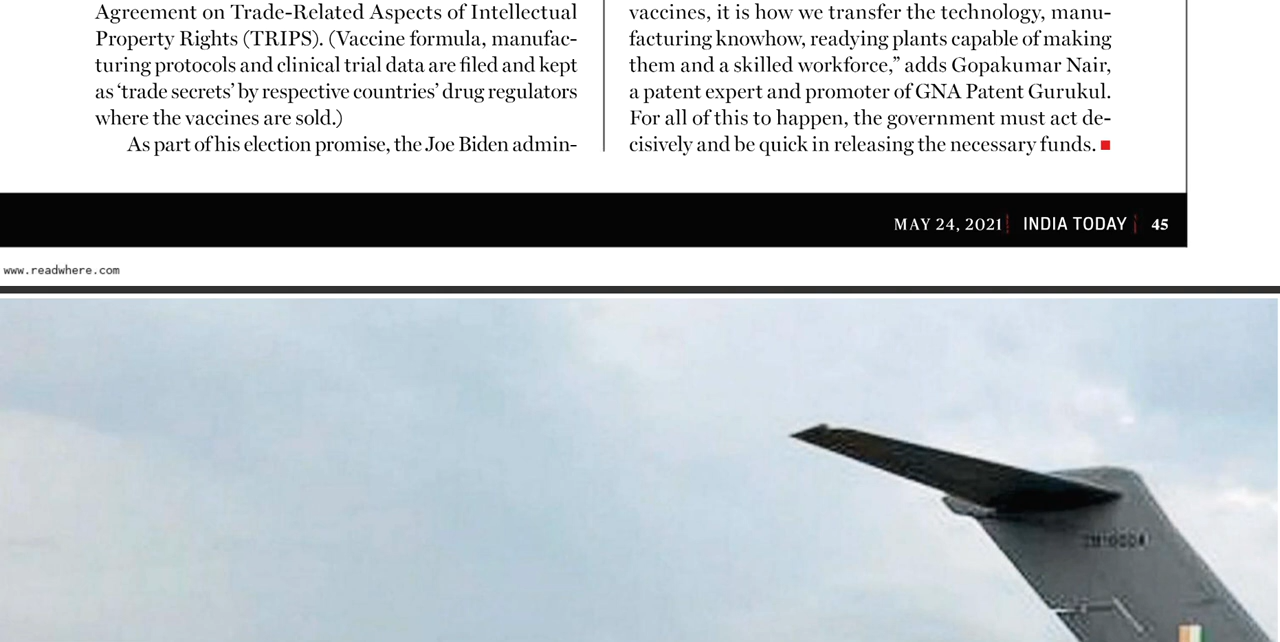 Agreement on Trade-Related Aspects of Intellectual
Property Rights (TRIPS). (Vaccine formula, manufac-
turing protocols and clinical trial data are filed and kept
as ‘trade secrets’ by respective countries’ drug regulators
where the vaccines are sold.)
As part of his election promise, the Joe Biden admin-
vaccines, it is how we transfer the technology, manu-
facturing knowhow, readying plants capable of making
them and a skilled workforce,” adds Gopakumar Nair,
a patent expert and promoter of GNA Patent Gurukul.
For all of this to happen, the government must act de-
cisively and be quick in releasing the necessary funds.
MAY 24, 2021 INDIA TODAY 45
www.readwhere.com